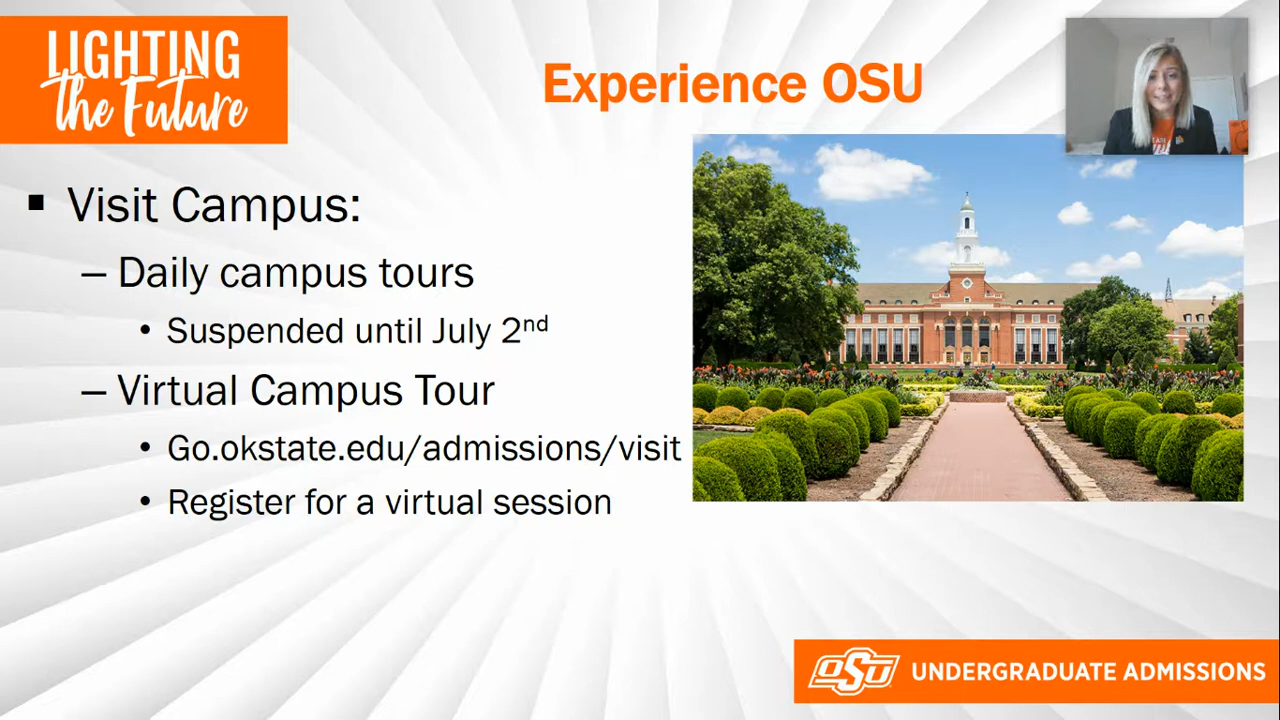 LIGHTING
the Future
Experience OSU
▪ Visit Campus:
– Daily campus tours
• Suspended until July 2nd
– Virtual Campus Tour
• Go.okstate.edu/admissions/visit
• Register for a virtual session
OSU UNDERGRADUATE ADMISSIONS